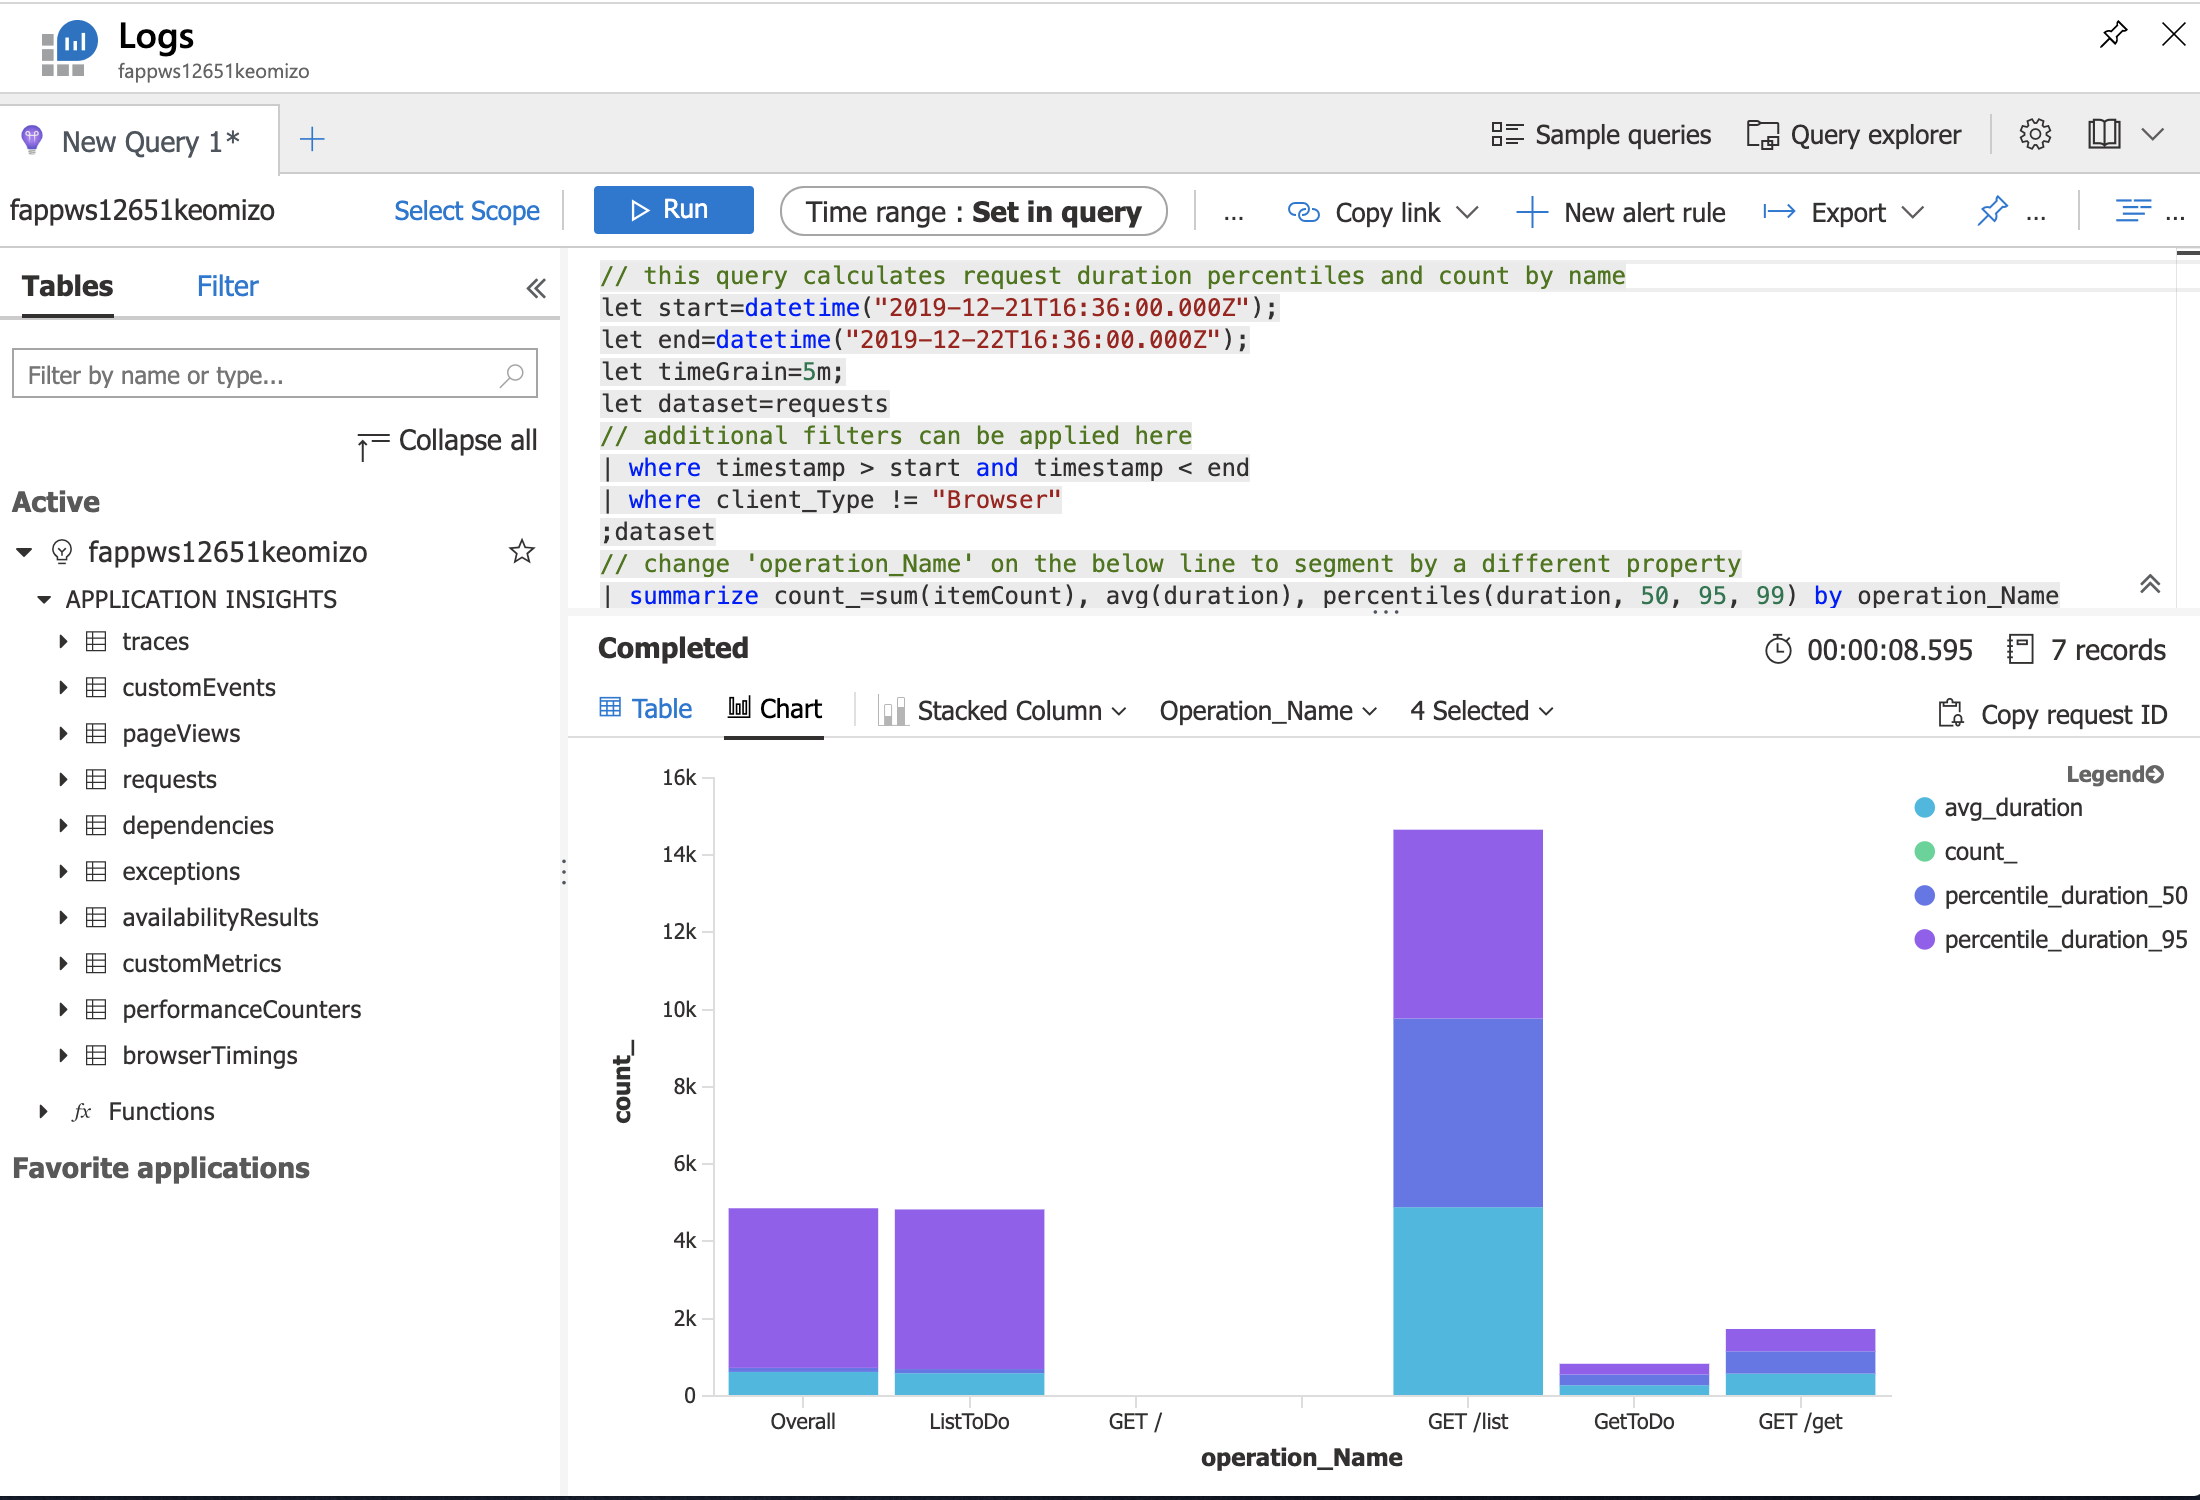 Logs
fappws12651keomizo
New Query 1*
Sample queries
Query explorer
fappws12651keomizo
Select Scope
Run
Time range : Set in query
...
Copy link
New alert rule
Export
...
...
Tables
Filter
Filter by name or type...
Collapse all
Active
fappws12651keomizo
APPLICATION INSIGHTS
traces
customEvents
pageViews
requests
dependencies
exceptions
availabilityResults
customMetrics
performanceCounters
browserTimings
fx Functions
Favorite applications
// this query calculates request duration percentiles and count by name
let start=datetime("2019-12-21T16:36:00.000Z");
let end=datetime("2019-12-22T16:36:00.000Z");
let timeGrain=5m;
let dataset=requests
// additional filters can be applied here
| where timestamp > start and timestamp < end
| where client_Type != "Browser"
;dataset
// change 'operation_Name' on the below line to segment by a different property
| summarize count_=sum(itemCount), avg(duration), percentiles(duration, 50, 95, 99) by operation_Name
Completed
00:00:08.595
7 records
Table
Chart
Stacked Column
Operation_Name
4 Selected
Copy request ID
16k
14k
12k
10k
8k
6k
4k
2k
0
count_
Overall
ListToDo
GET /
GET /list
GetToDo
GET /get
operation_Name
Legend
avg_duration
count_
percentile_duration_50
percentile_duration_95